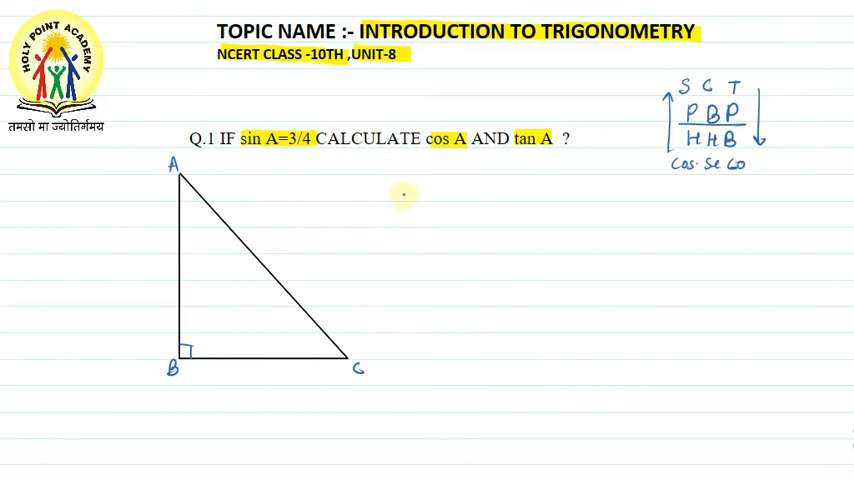 HOLY POINT ACADEMY
तमसो मा ज्योतिर्गमय
TOPIC NAME :- INTRODUCTION TO TRIGONOMETRY
NCERT CLASS -10TH ,UNIT-8
S C T
P B P
H H B
Cos. Se Co
Q.1 IF sin A=3/4 CALCULATE cos A AND tan A ?
A
B
C